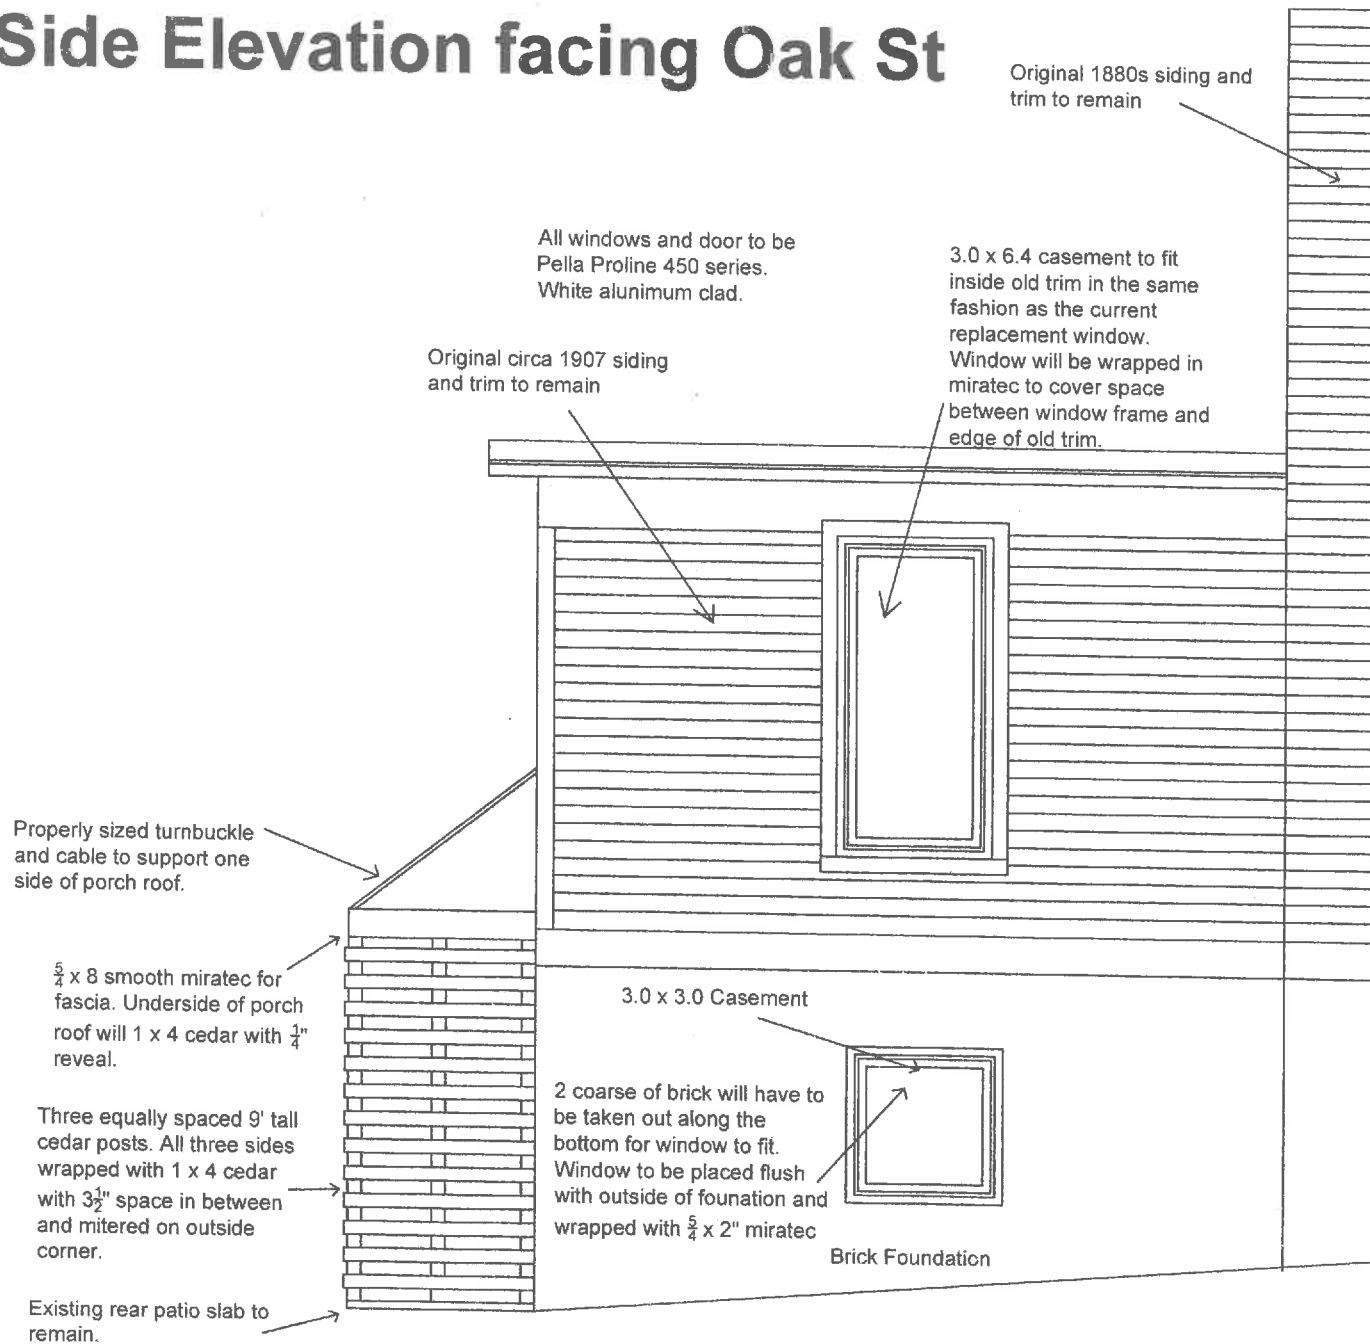 Side Elevation facing Oak St
Original 1880s siding and
trim to remain
All windows and door to be
Pella Proline 450 series.
White alunimum clad.
3.0 x 6.4 casement to fit
inside old trim in the same
fashion as the current
replacement window.
Window will be wrapped in
miratec to cover space
between window frame and
edge of old trim.
Original circa 1907 siding
and trim to remain
Properly sized turnbuckle
and cable to support one
side of porch roof.
5/4 x 8 smooth miratec for
fascia. Underside of porch
roof will 1 x 4 cedar with 1/4"
reveal.
3.0 x 3.0 Casement
2 coarse of brick will have to
be taken out along the
bottom for window to fit.
Window to be placed flush
with outside of founation and
wrapped with 5/4 x 2" miratec
Three equally spaced 9' tall
cedar posts. All three sides
wrapped with 1 x 4 cedar
with 3 1/2" space in between
and mitered on outside
corner.
Brick Foundation
Existing rear patio slab to
remain.